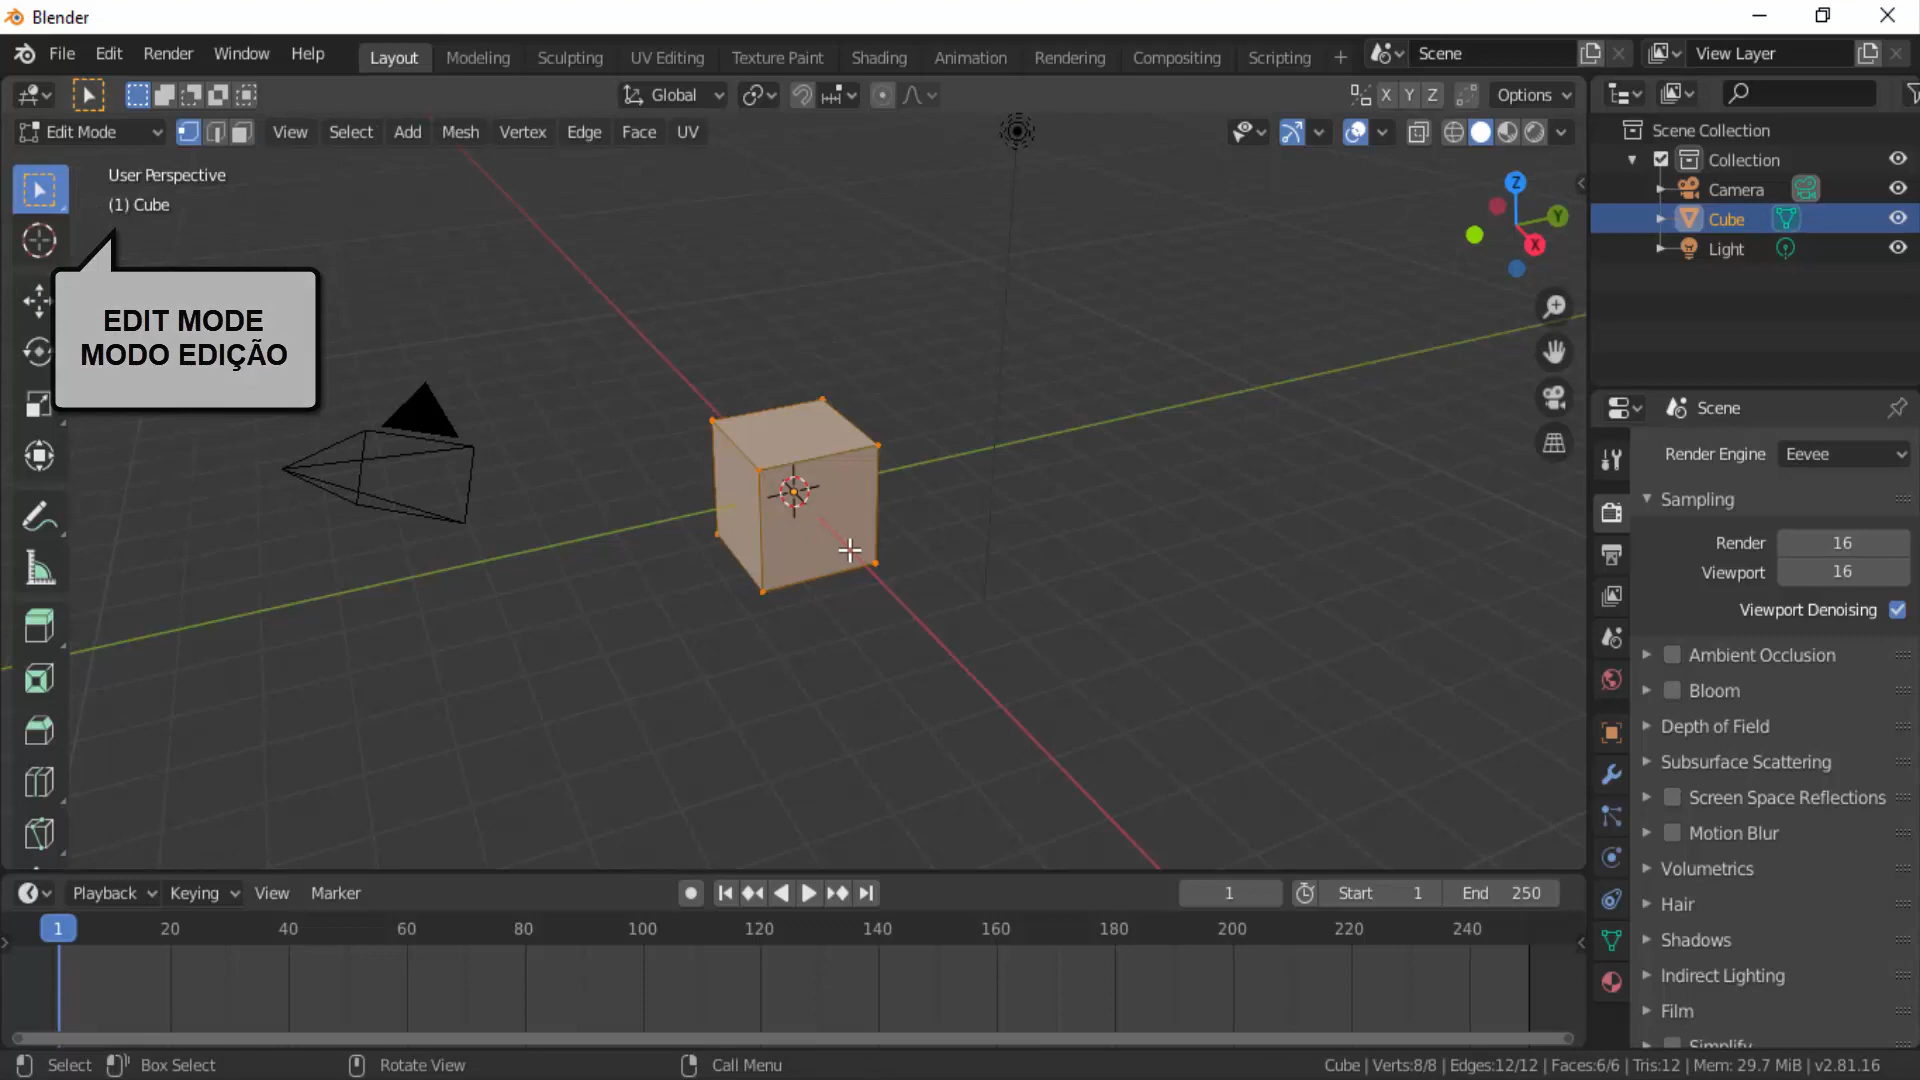 Blender
File Edit Render Window Help Layout Modeling Sculpting UV Editing Texture Paint Shading Animation Rendering Compositing Scripting + Scene View Layer
Global X Y Z Options
Edit Mode View Select Add Mesh Vertex Edge Face UV
User Perspective
(1) Cube
EDIT MODE
MODO EDIÇÃO
Z
Y
X
Scene Collection
Collection
Camera
Cube
Light
Scene
Render Engine Eevee
Sampling
Render 16
Viewport 16
Viewport Denoising
Ambient Occlusion
Bloom
Depth of Field
Subsurface Scattering
Screen Space Reflections
Motion Blur
Volumetrics
Hair
Shadows
Indirect Lighting
Film
Simplify
Playback Keying View Marker 1 Start 1 End 250
1 20 40 60 80 100 120 140 160 180 200 220 240
Select Box Select Rotate View Call Menu Cube | Verts:8/8 | Edges:12/12 | Faces:6/6 | Tris:12 | Mem: 29.7 MiB | v2.81.16